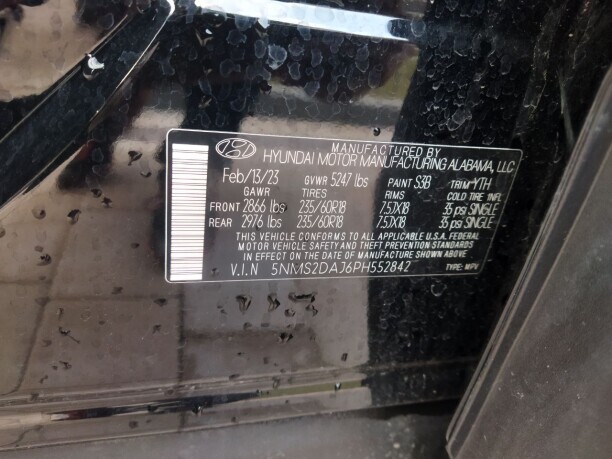 MANUFACTURED BY
HYUNDAI MOTOR MANUFACTURING ALABAMA, LLC
Feb/13/23 GVWR 5247 lbs PAINT S3B TRIM YTH
GAWR TIRES RIMS COLD TIRE INFL
FRONT 2866 lbs 235/60R18 7.5JX18 35 psi SINGLE
REAR 2976 lbs 235/60R18 7.5JX18 35 psi SINGLE
THIS VEHICLE CONFORMS TO ALL APPLICABLE U.S.A. FEDERAL
MOTOR VEHICLE SAFETY AND THEFT PREVENTION STANDARDS
IN EFFECT ON THE DATE OF MANUFACTURE SHOWN ABOVE
V.I.N 5NMS2DAJ6PH552842 TYPE: MPV